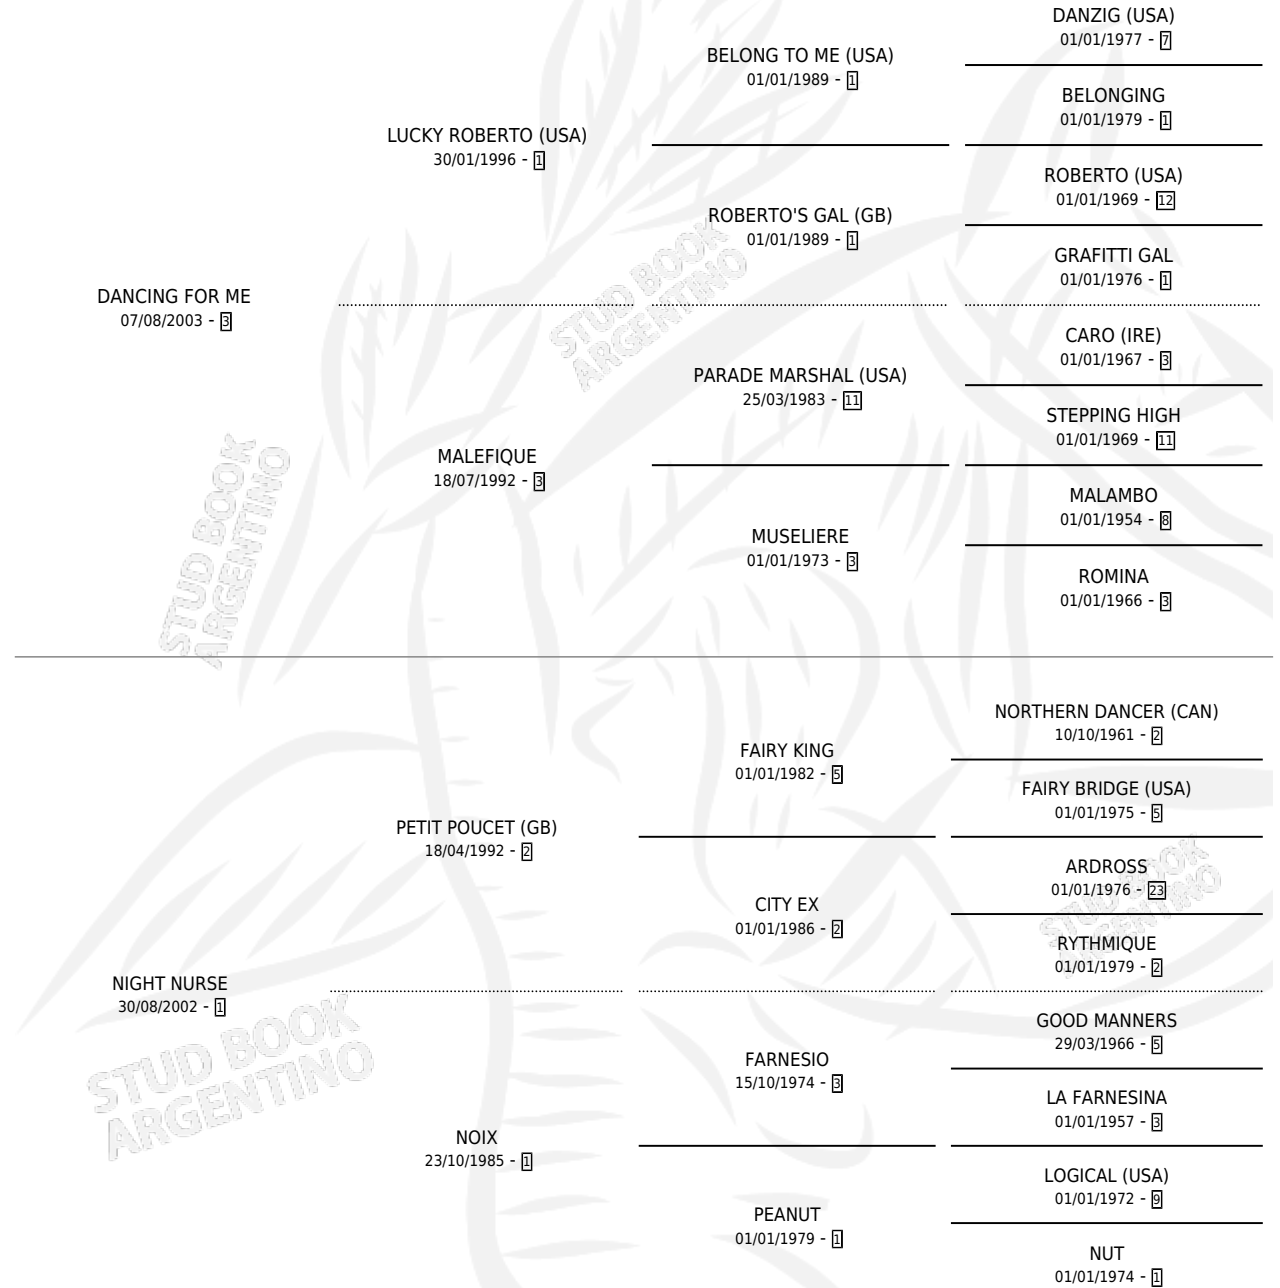 DANZIG (USA)
01/01/1977 - 7
BELONG TO ME (USA)
01/01/1989 - 1
BELONGING
01/01/1979 - 1
LUCKY ROBERTO (USA)
30/01/1996 - 1
ROBERTO (USA)
01/01/1969 - 12
ROBERTO'S GAL (GB)
01/01/1989 - 1
GRAFITTI GAL
01/01/1976 - 1
DANCING FOR ME
07/08/2003 - 3
CARO (IRE)
01/01/1967 - 3
PARADE MARSHAL (USA)
25/03/1983 - 11
STEPPING HIGH
01/01/1969 - 11
MALEFIQUE
18/07/1992 - 3
MALAMBO
01/01/1954 - 8
MUSELIERE
01/01/1973 - 3
ROMINA
01/01/1966 - 3
STUD BOOK
ARGENTINO
STUD BOOK
ARGENTINO
NORTHERN DANCER (CAN)
10/10/1961 - 2
FAIRY KING
01/01/1982 - 5
FAIRY BRIDGE (USA)
01/01/1975 - 5
PETIT POUCET (GB)
18/04/1992 - 2
ARDROSS
01/01/1976 - 23
CITY EX
01/01/1986 - 2
RYTHMIQUE
01/01/1979 - 2
STUD BOOK
ARGENTINO
NIGHT NURSE
30/08/2002 - 1
GOOD MANNERS
29/03/1966 - 5
FARNESIO
15/10/1974 - 3
LA FARNESINA
01/01/1957 - 3
STUD BOOK
ARGENTINO
NOIX
23/10/1985 - 1
LOGICAL (USA)
01/01/1972 - 9
PEANUT
01/01/1979 - 1
NUT
01/01/1974 - 1